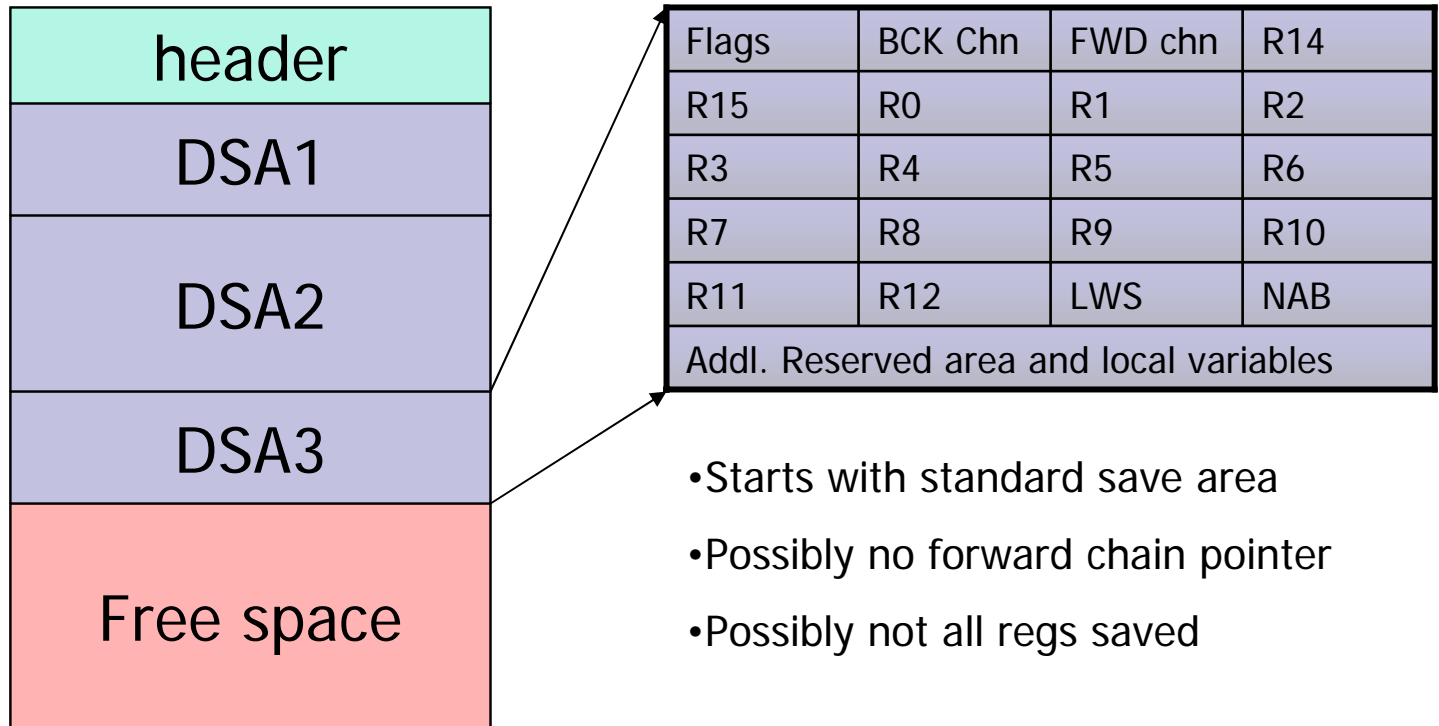 header
DSA1
DSA2
DSA3
Free space
Flags BCK Chn FWD chn R14
R15 R0 R1 R2
R3 R4 R5 R6
R7 R8 R9 R10
R11 R12 LWS NAB
Addl. Reserved area and local variables
•Starts with standard save area
•Possibly no forward chain pointer
•Possibly not all regs saved